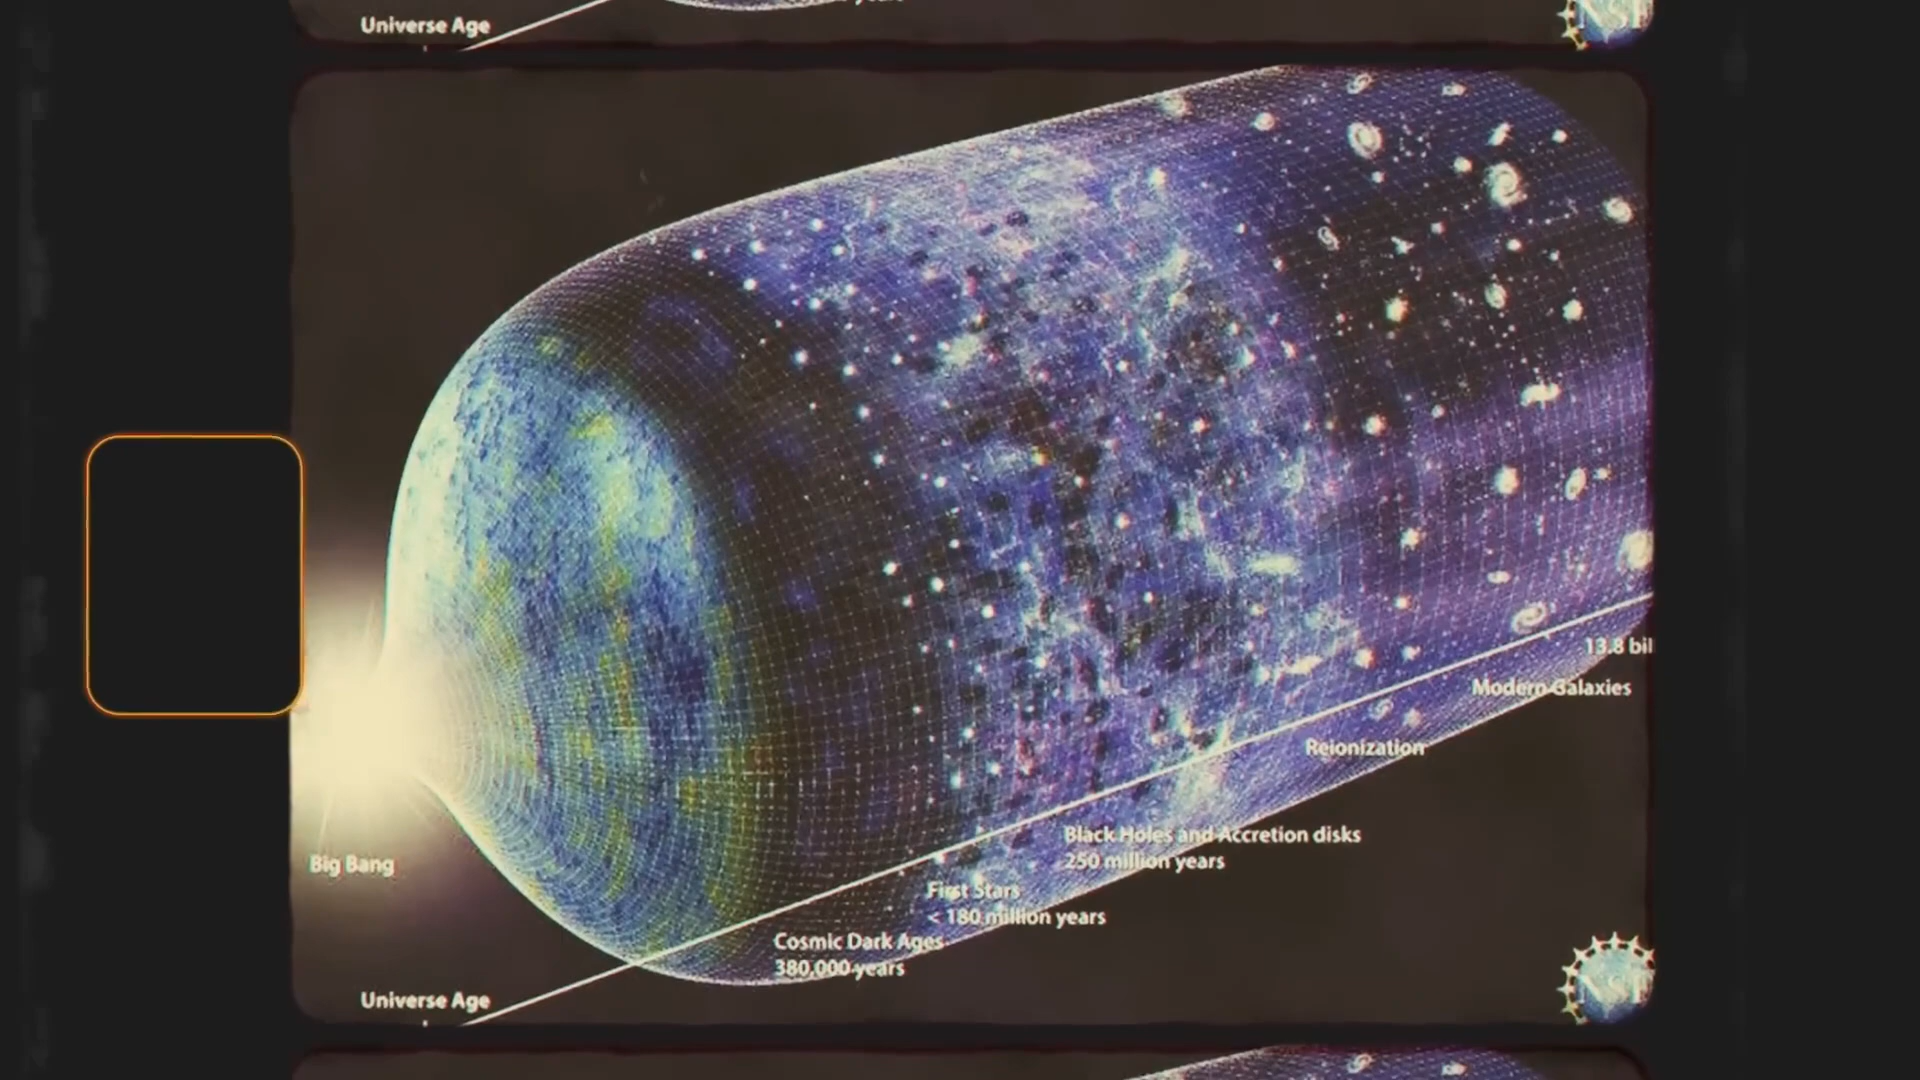 Universe Age
NSF
13.8 bil
Modern Galaxies
Reionization
Black Holes and Accretion disks
250 million years
First Stars
< 180 million years
Cosmic Dark Ages
380,000 years
Big Bang
Universe Age
NSF